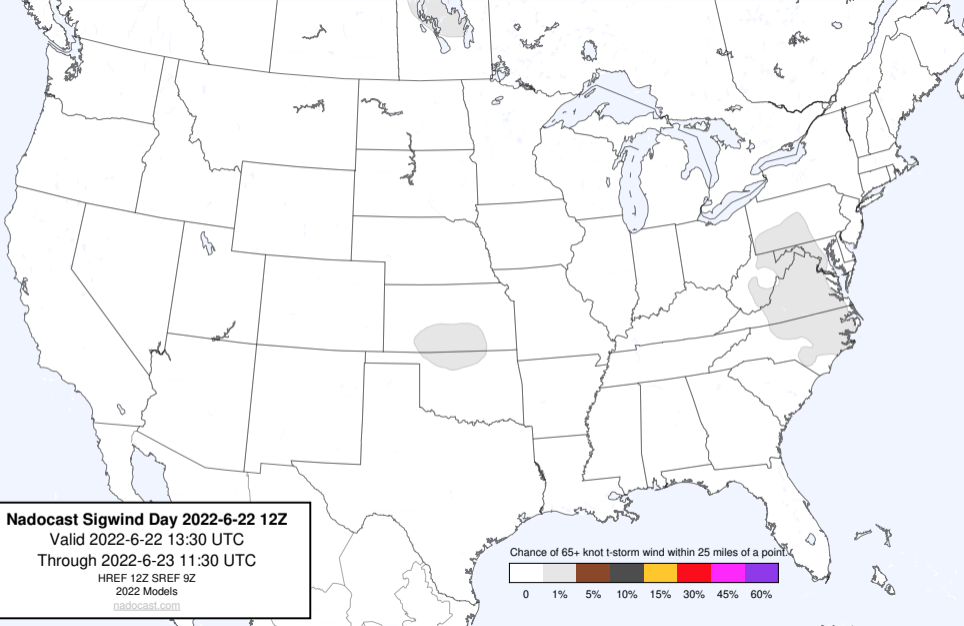 Nadocast Sigwind Day 2022-6-22 12Z
Valid 2022-6-22 13:30 UTC
Through 2022-6-23 11:30 UTC
HREF 12Z SREF 9Z
2022 Models
nadocast.com
Chance of 65+ knot t-storm wind within 25 miles of a point.
0 1% 5% 10% 15% 30% 45% 60%